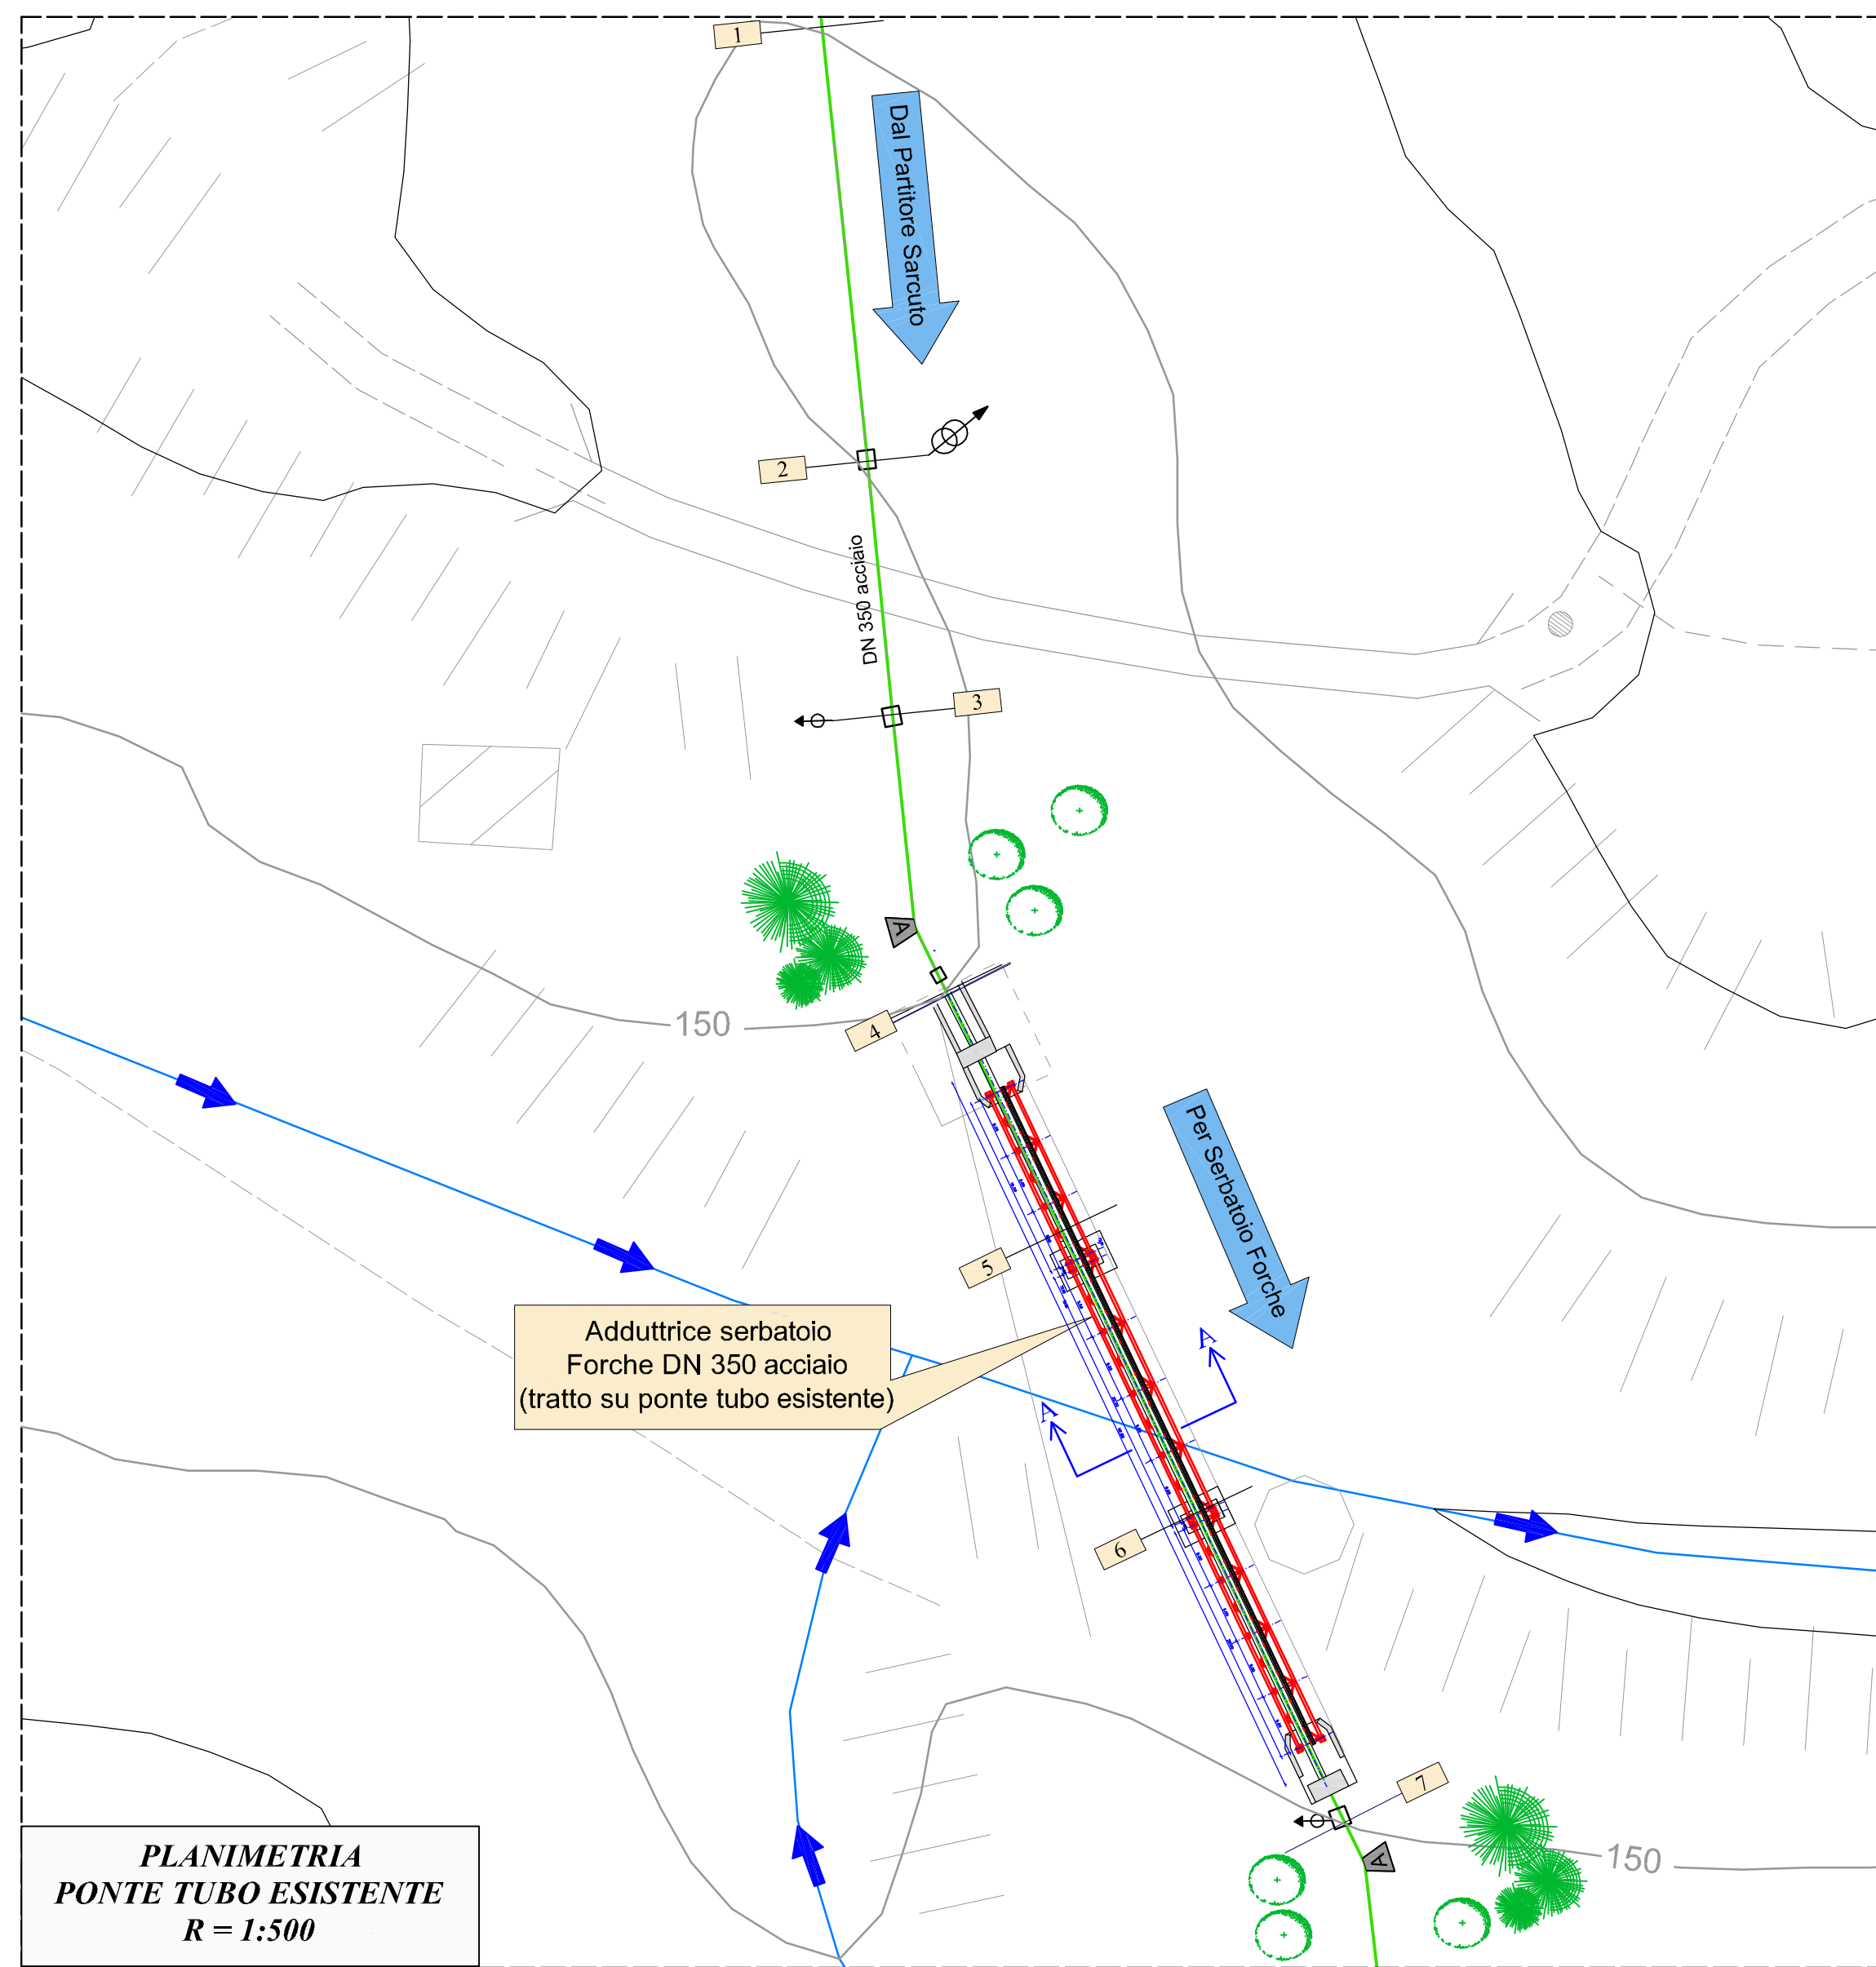 1
Dal Partitore Sarcuto
2
DN 350 acciaio
3
A
150
4
Per Serbatoio Forche
5
Adduttrice serbatoio
Forche DN 350 acciaio
(tratto su ponte tubo esistente)
A
A
6
7
A
150
PLANIMETRIA
PONTE TUBO ESISTENTE
R = 1:500